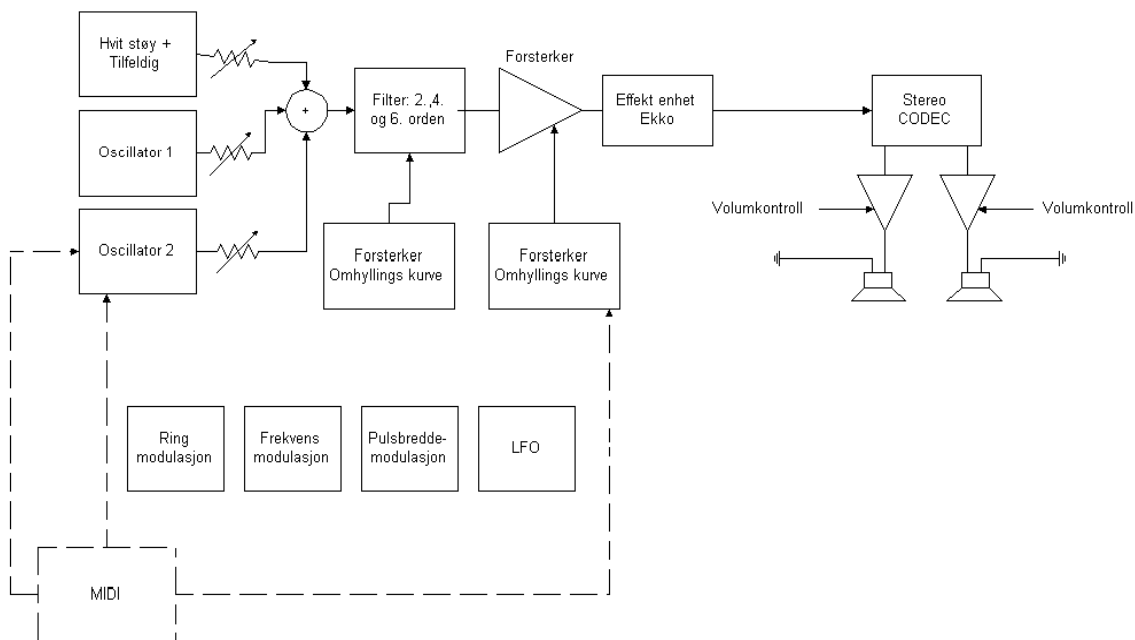 Hvit støy +
Tilfeldig
Forsterker
+
Filter: 2.,4.
og 6. orden
Effekt enhet
Ekko
Stereo
CODEC
Oscillator 1
Oscillator 2
Volumkontroll
Volumkontroll
Forsterker
Omhyllings kurve
Forsterker
Omhyllings kurve
Ring
modulasjon
Frekvens
modulasjon
Pulsbredde-
modulasjon
LFO
MIDI